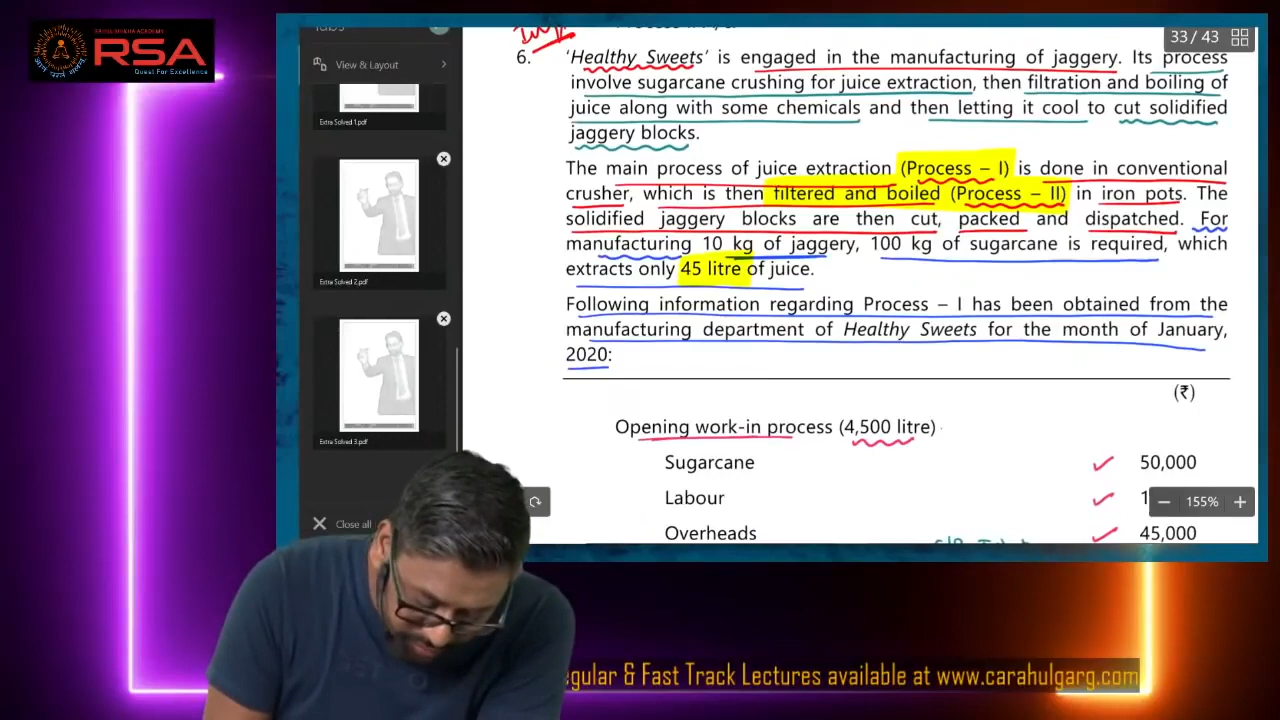 RAHUL MALKAN ACADEMY
RSA
Quest For Excellence
View & Layout
Extra Solved 1.pdf
Extra Solved 2.pdf
Extra Solved 3.pdf
Close all
33 / 43
6. 'Healthy Sweets' is engaged in the manufacturing of jaggery. Its process
involve sugarcane crushing for juice extraction, then filtration and boiling of
juice along with some chemicals and then letting it cool to cut solidified
jaggery blocks.
The main process of juice extraction (Process – I) is done in conventional
crusher, which is then filtered and boiled (Process – II) in iron pots. The
solidified jaggery blocks are then cut, packed and dispatched. For
manufacturing 10 kg of jaggery, 100 kg of sugarcane is required, which
extracts only 45 litre of juice.
Following information regarding Process – I has been obtained from the
manufacturing department of Healthy Sweets for the month of January,
2020:
(₹)
Opening work-in process (4,500 litre)
Sugarcane 50,000
Labour 1
155%
Overheads 45,000
egular & Fast Track Lectures available at www.carahulgarg.com